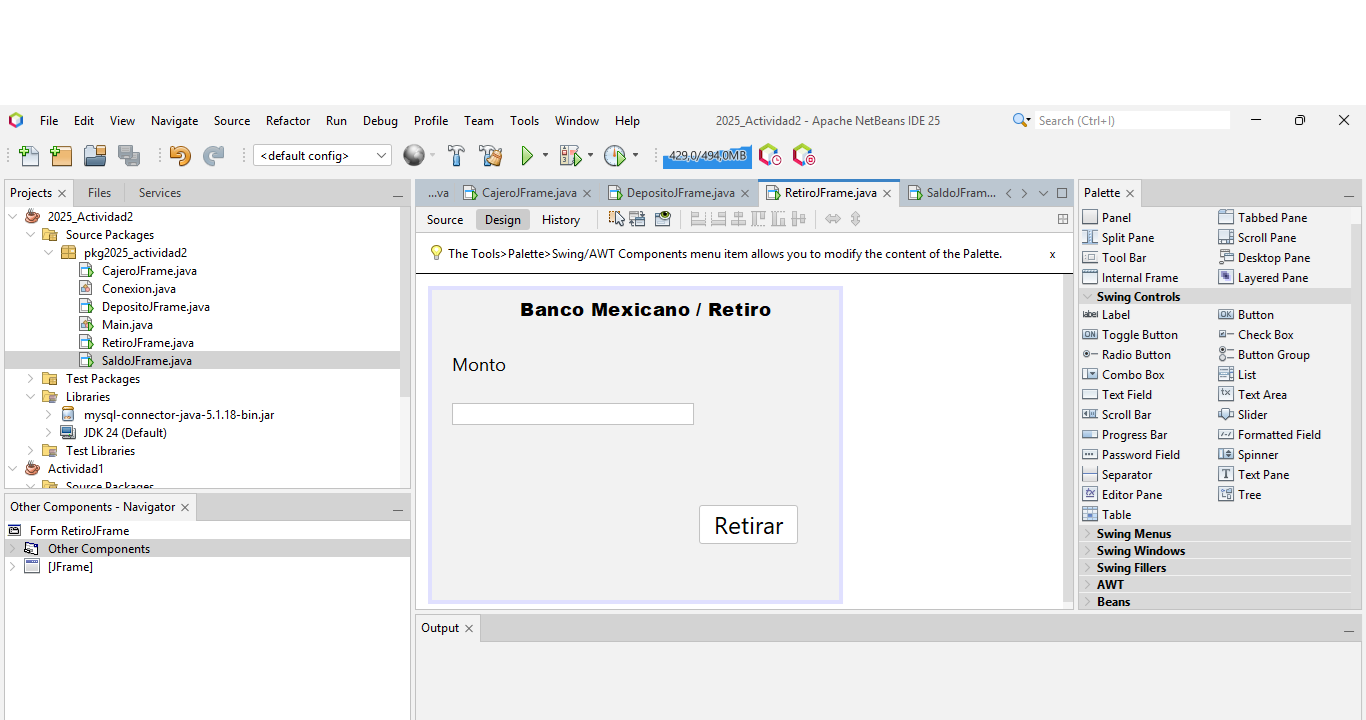 File Edit View Navigate Source Refactor Run Debug Profile Team Tools Window Help 2025_Actividad2 - Apache NetBeans IDE 25 Search (Ctrl+I)
<default config> 429,0/494,0MB
Projects Files Services
2025_Actividad2
Source Packages
pkg2025_actividad2
CajeroJFrame.java
Conexion.java
DepositoJFrame.java
Main.java
RetiroJFrame.java
SaldoJFrame.java
Test Packages
Libraries
mysql-connector-java-5.1.18-bin.jar
JDK 24 (Default)
Test Libraries
Actividad1
Source Packages
Other Components - Navigator
Form RetiroJFrame
Other Components
[JFrame]
...va CajeroJFrame.java DepositoJFrame.java RetiroJFrame.java SaldoJFram...
Source Design History
The Tools>Palette>Swing/AWT Components menu item allows you to modify the content of the Palette. x
Banco Mexicano / Retiro
Monto
Retirar
Output
Palette
Panel Tabbed Pane
Split Pane Scroll Pane
Tool Bar Desktop Pane
Internal Frame Layered Pane
Swing Controls
label Label OK Button
ON Toggle Button Check Box
Radio Button Button Group
Combo Box List
Text Field Text Area
Scroll Bar Slider
Progress Bar Formatted Field
Password Field Spinner
Separator T Text Pane
Editor Pane Tree
Table
Swing Menus
Swing Windows
Swing Fillers
AWT
Beans